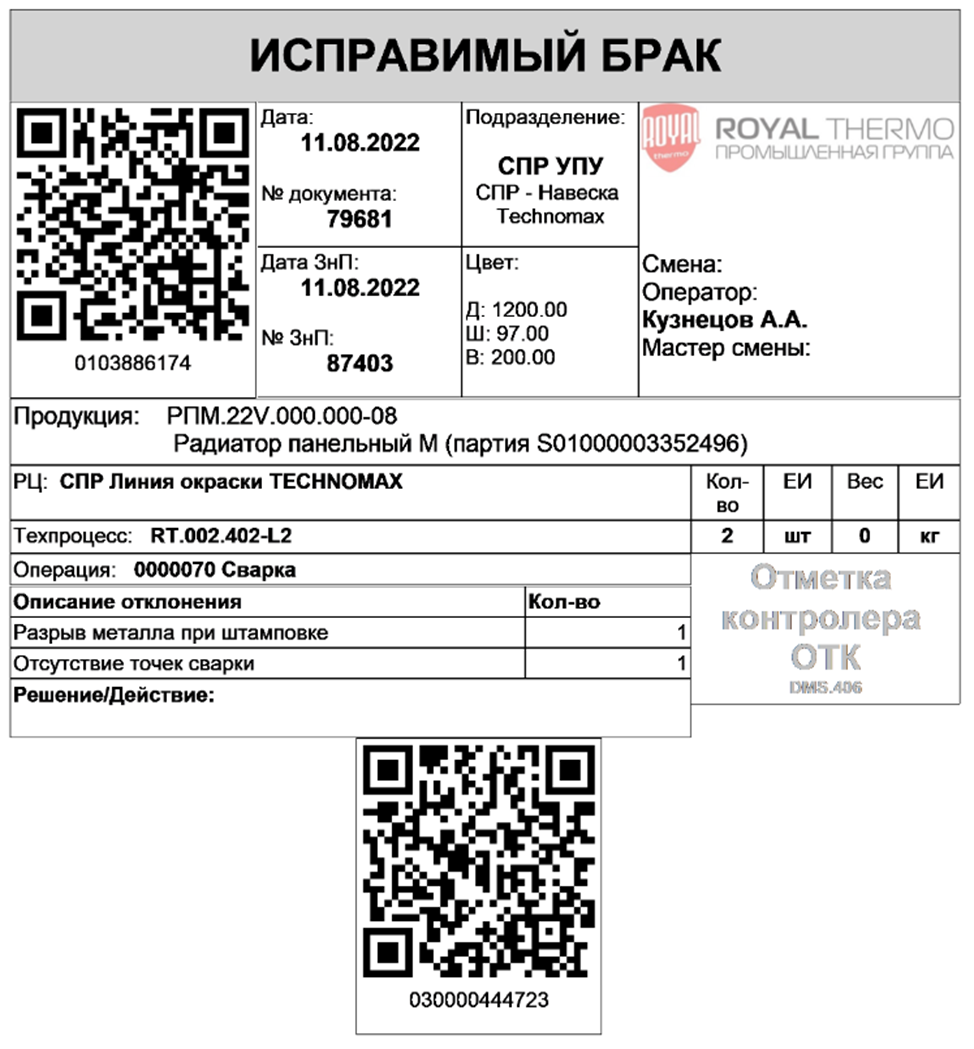 ИСПРАВИМЫЙ БРАК
0103886174
Дата:
11.08.2022
№ документа:
79681
Дата ЗнП:
11.08.2022
№ ЗнП:
87403
Подразделение:
СПР УПУ
СПР - Навеска
Technomax
Цвет:
Д: 1200.00
Ш: 97.00
В: 200.00
ROYAL
thermo
ROYAL THERMO
ПРОМЫШЛЕННАЯ ГРУППА
Смена:
Оператор:
Кузнецов А.А.
Мастер смены:
Продукция: РПМ.22V.000.000-08
Радиатор панельный М (партия S01000003352496)
РЦ: СПР Линия окраски TECHNOMAX
Кол-во ЕИ Вес ЕИ
Техпроцесс: RT.002.402-L2
2 шт 0 кг
Операция: 0000070 Сварка
Описание отклонения Кол-во
Разрыв металла при штамповке 1
Отсутствие точек сварки 1
Решение/Действие:
Отметка
контролера
ОТК
DMS.406
030000444723